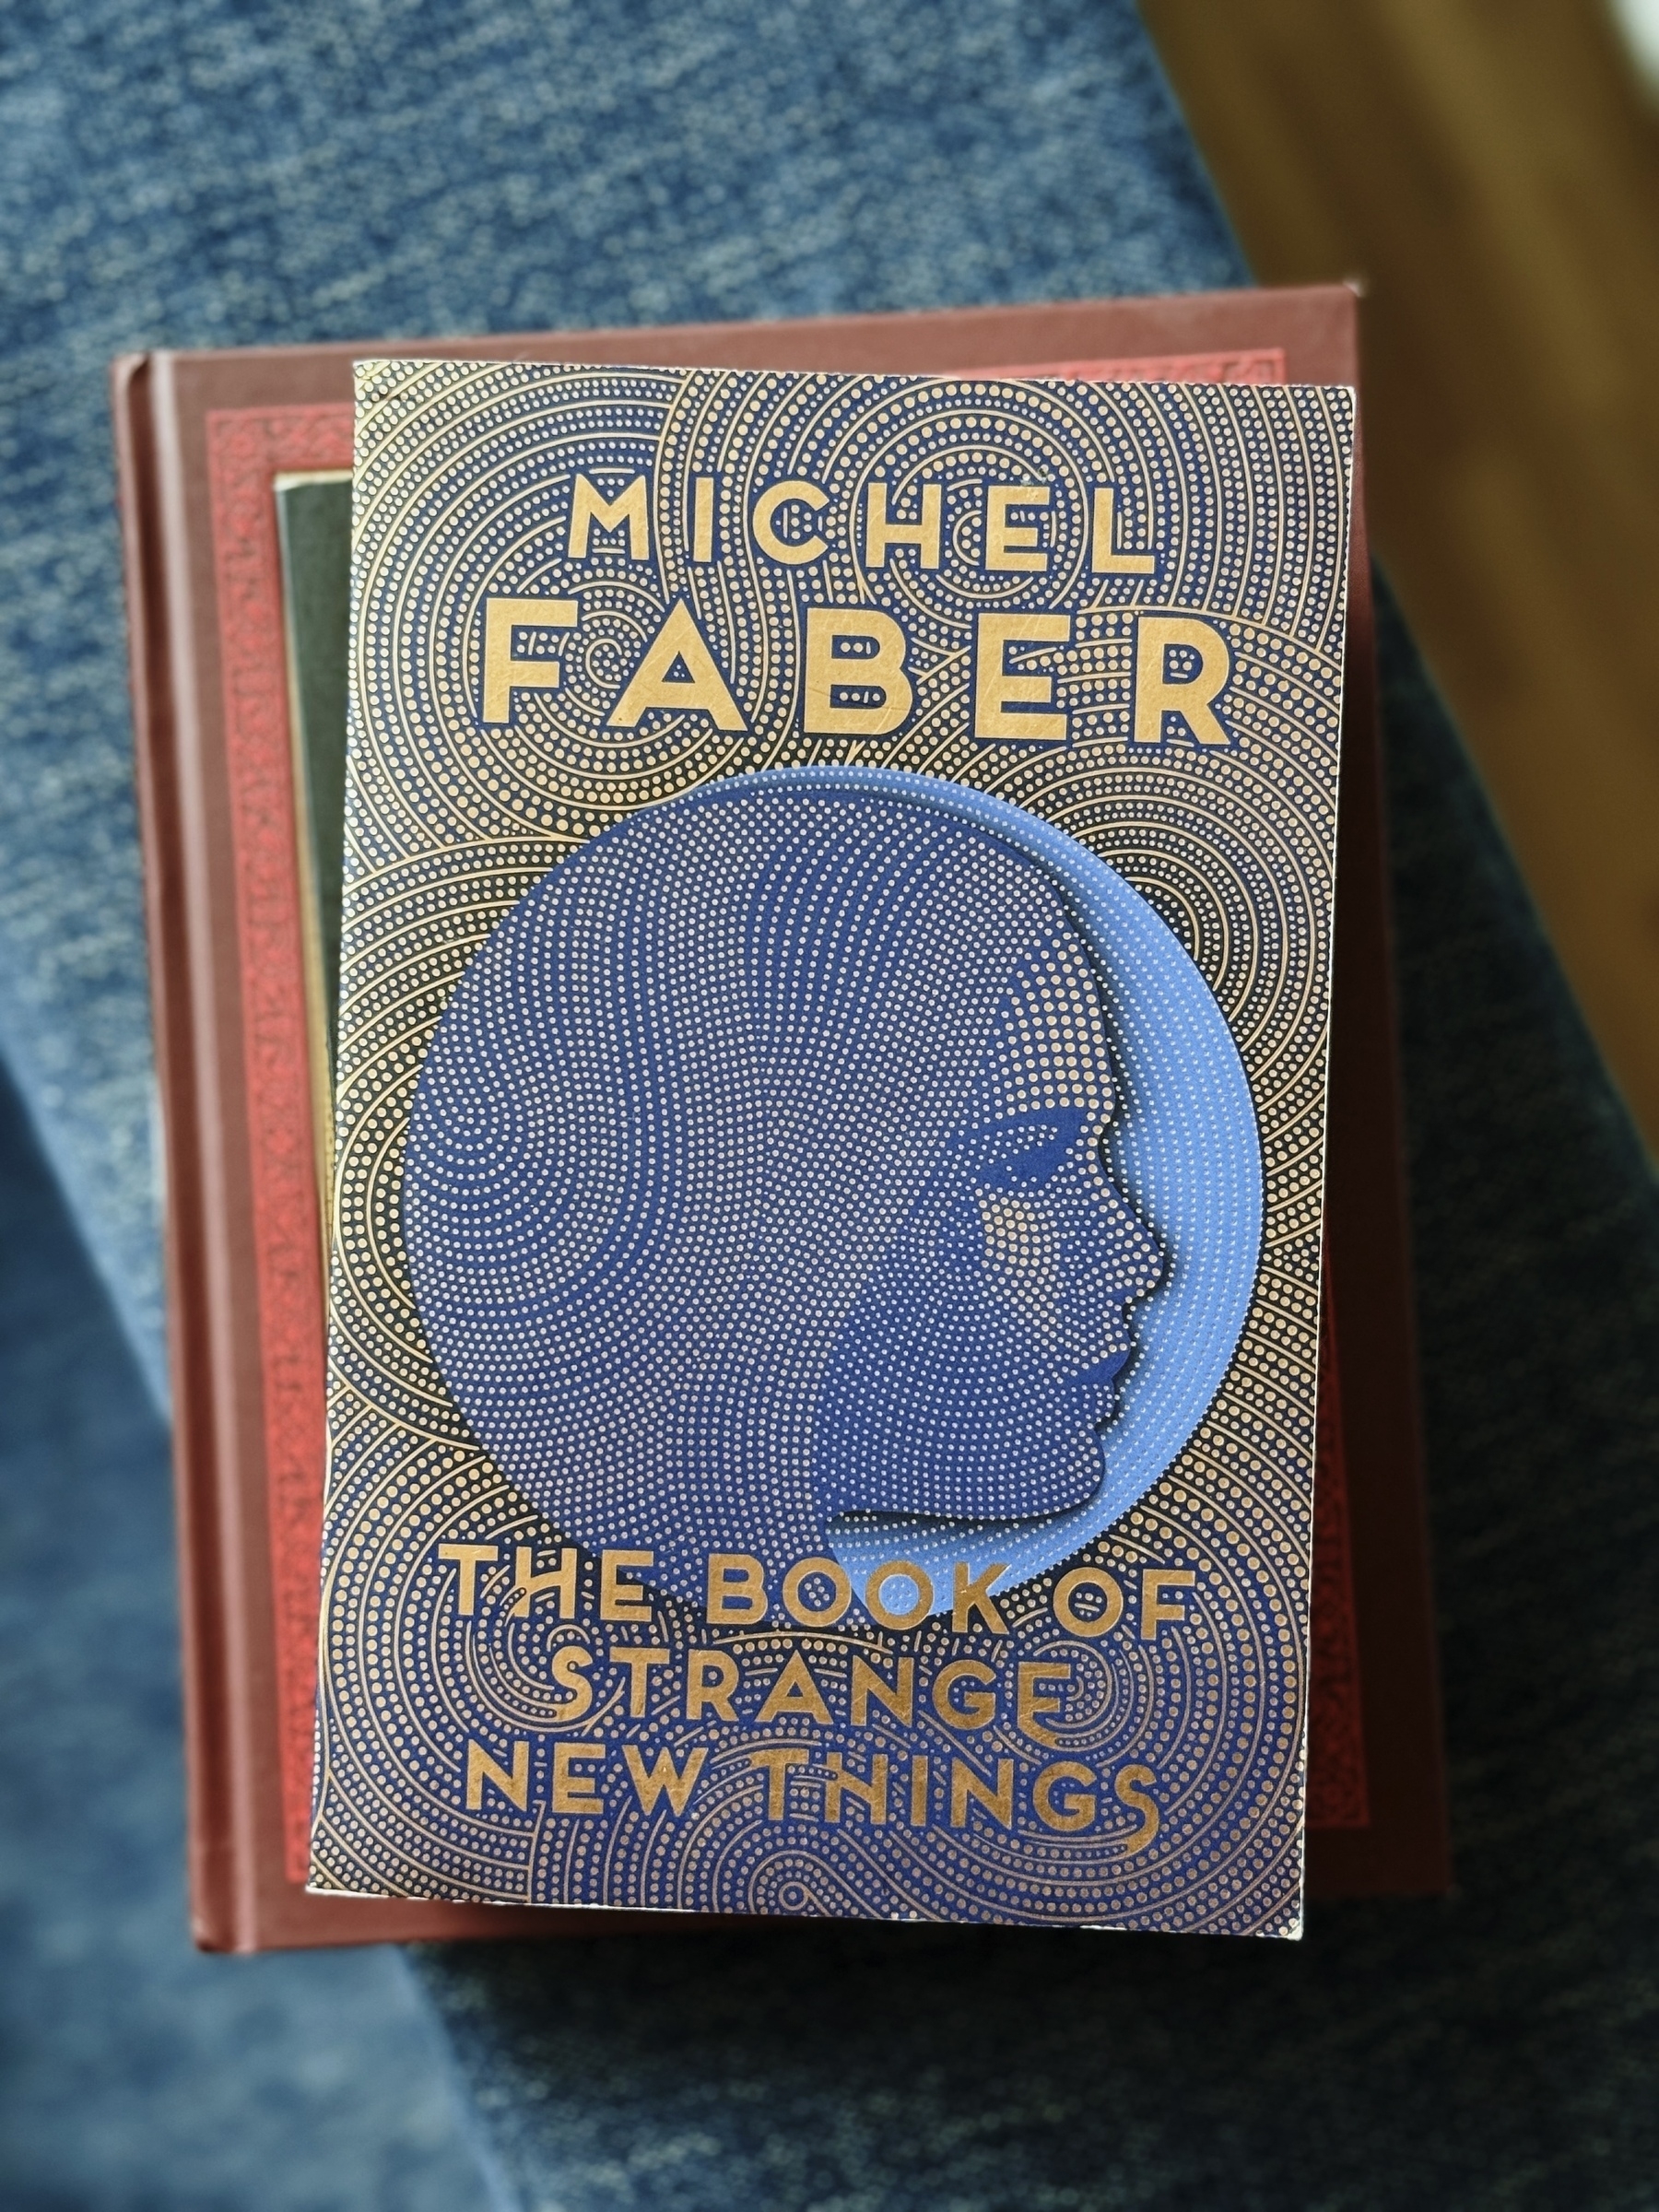 MICHEL
FABER
THE BOOK OF
STRANGE
NEW THINGS